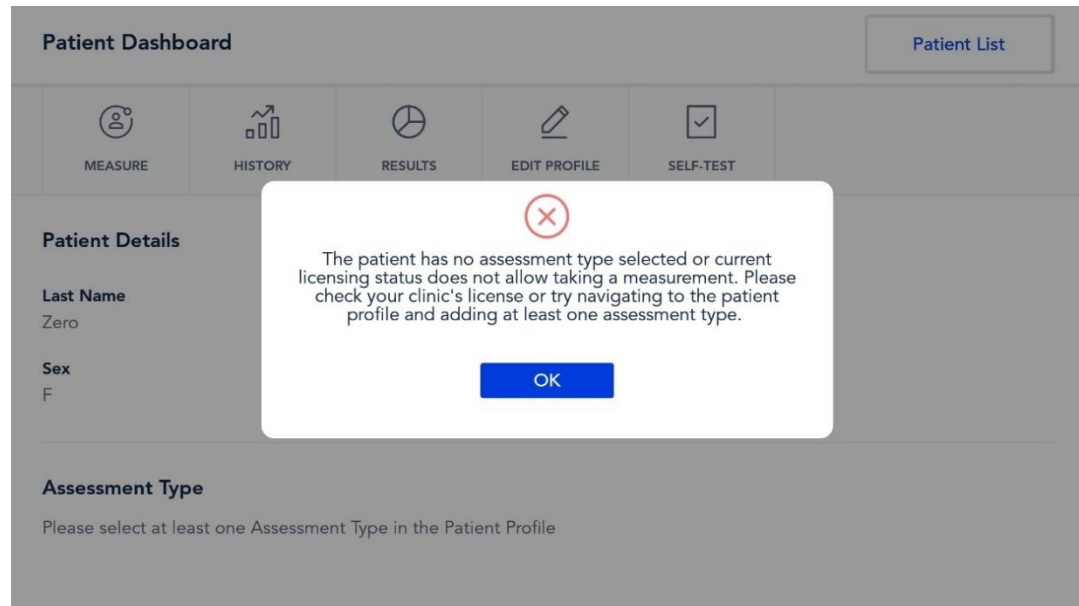 Patient Dashboard
Patient List
MEASURE
HISTORY
RESULTS
EDIT PROFILE
SELF-TEST
Patient Details
Last Name
Zero
Sex
F
The patient has no assessment type selected or current
licensing status does not allow taking a measurement. Please
check your clinic's license or try navigating to the patient
profile and adding at least one assessment type.
OK
Assessment Type
Please select at least one Assessment Type in the Patient Profile